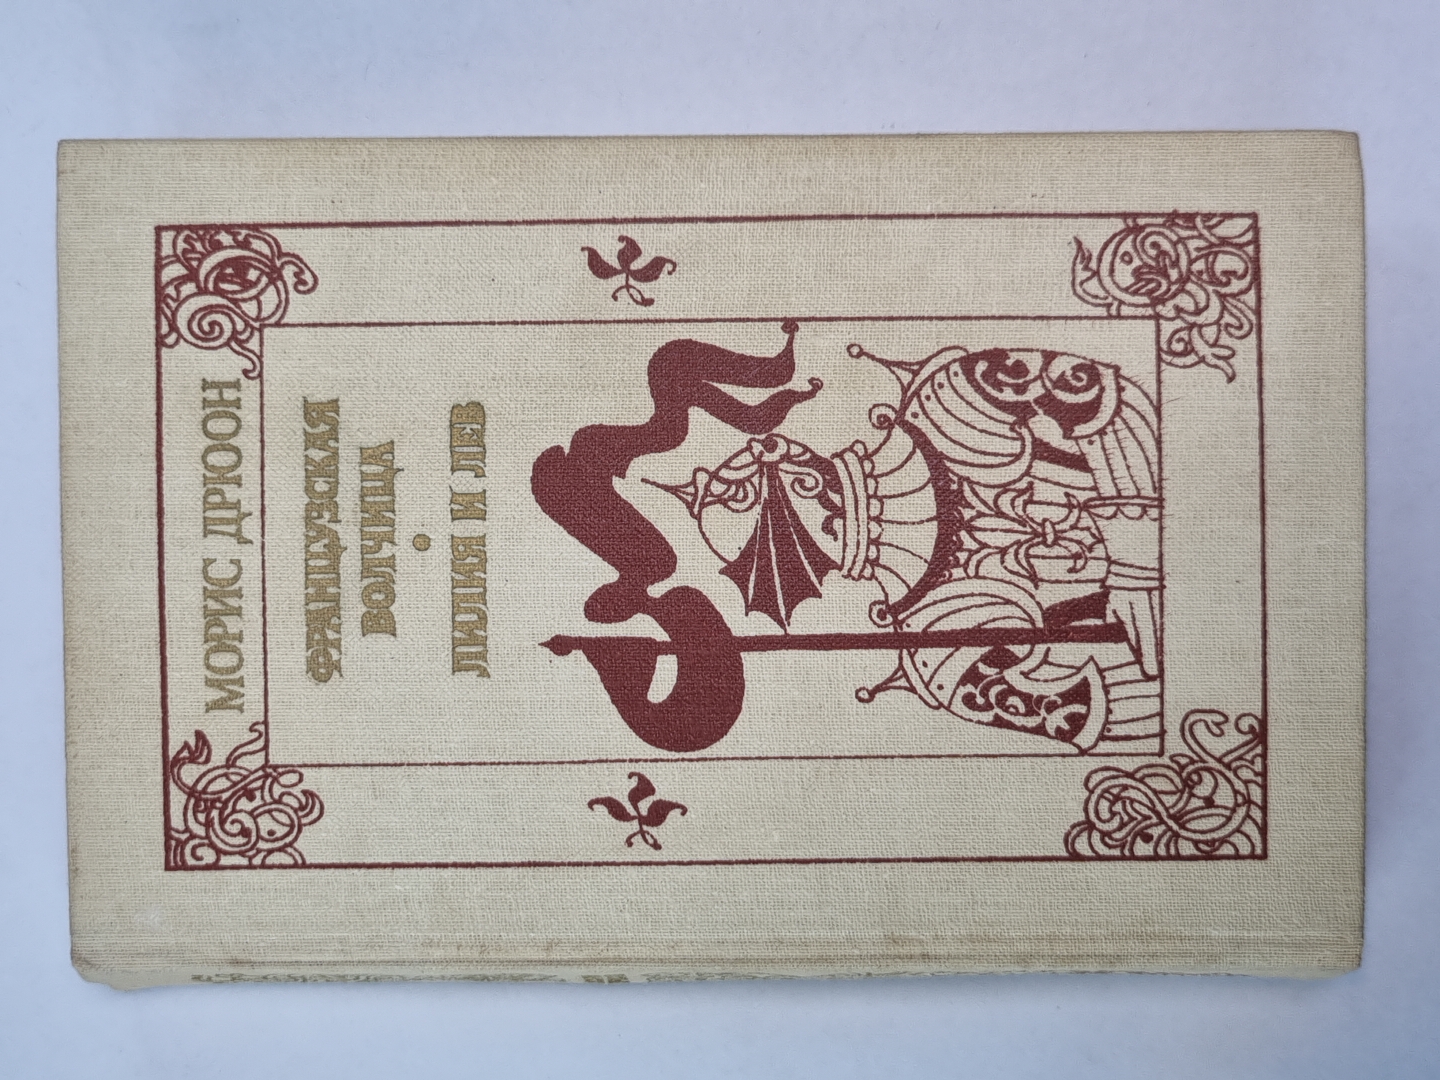 МОРИС ДРЮОН
ФРАНЦУЗСКАЯ
ВОЛЧИЦА
•
ЛИЛИЯ И ЛЕВ